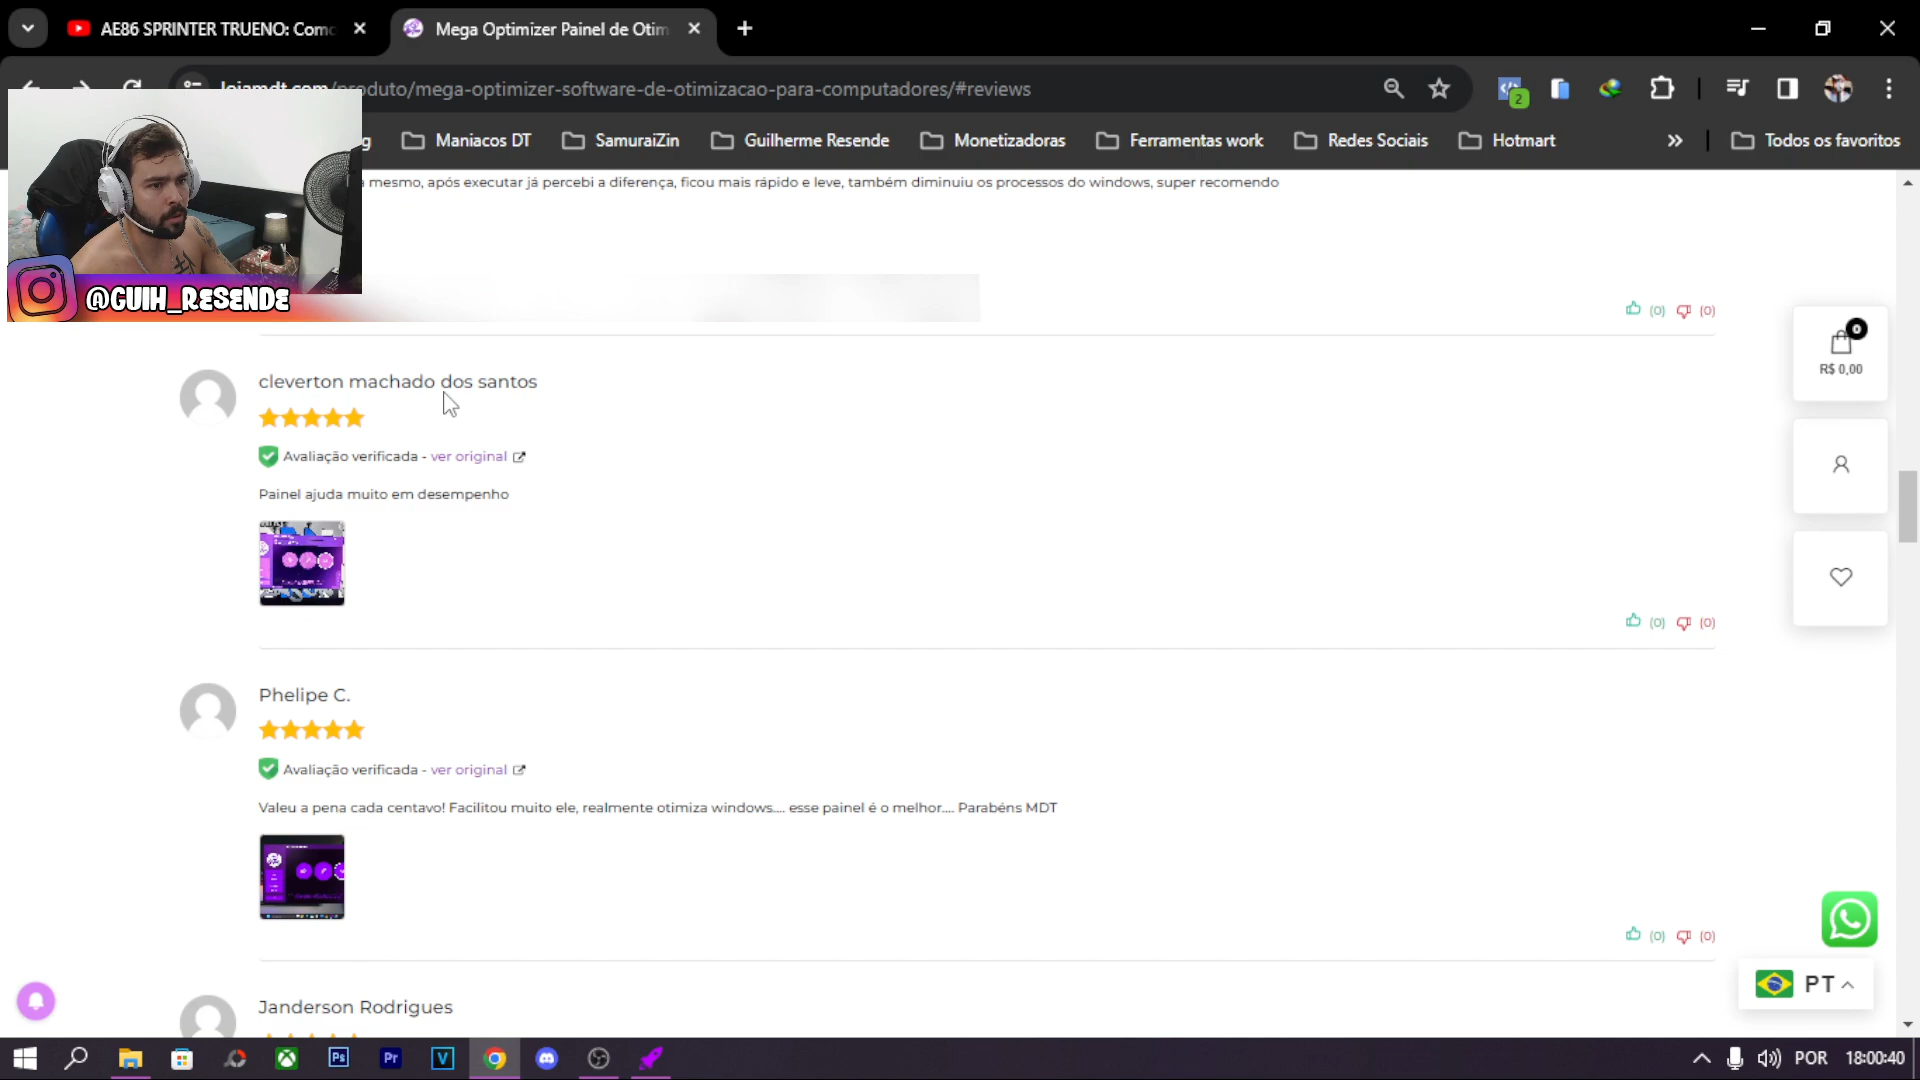 AE86 SPRINTER TRUENO: Como
Mega Optimizer Painel de Otim
lojamdt.com/produto/mega-optimizer-software-de-otimizacao-para-computadores/#reviews
2
Maniacos DT
SamuraiZin
Guilherme Resende
Monetizadoras
Ferramentas work
Redes Sociais
Hotmart
»
Todos os favoritos
mesmo, após executar já percebi a diferença, ficou mais rápido e leve, também diminuiu os processos do windows, super recomendo
@GUIH_RESENDE
(0) (0)
0
R$ 0,00
cleverton machado dos santos
Avaliação verificada - ver original
Painel ajuda muito em desempenho
(0) (0)
Phelipe C.
Avaliação verificada - ver original
Valeu a pena cada centavo! Facilitou muito ele, realmente otimiza windows.... esse painel é o melhor.... Parabéns MDT
(0) (0)
Janderson Rodrigues
PT
Ps
Pr
V
POR
18:00:40